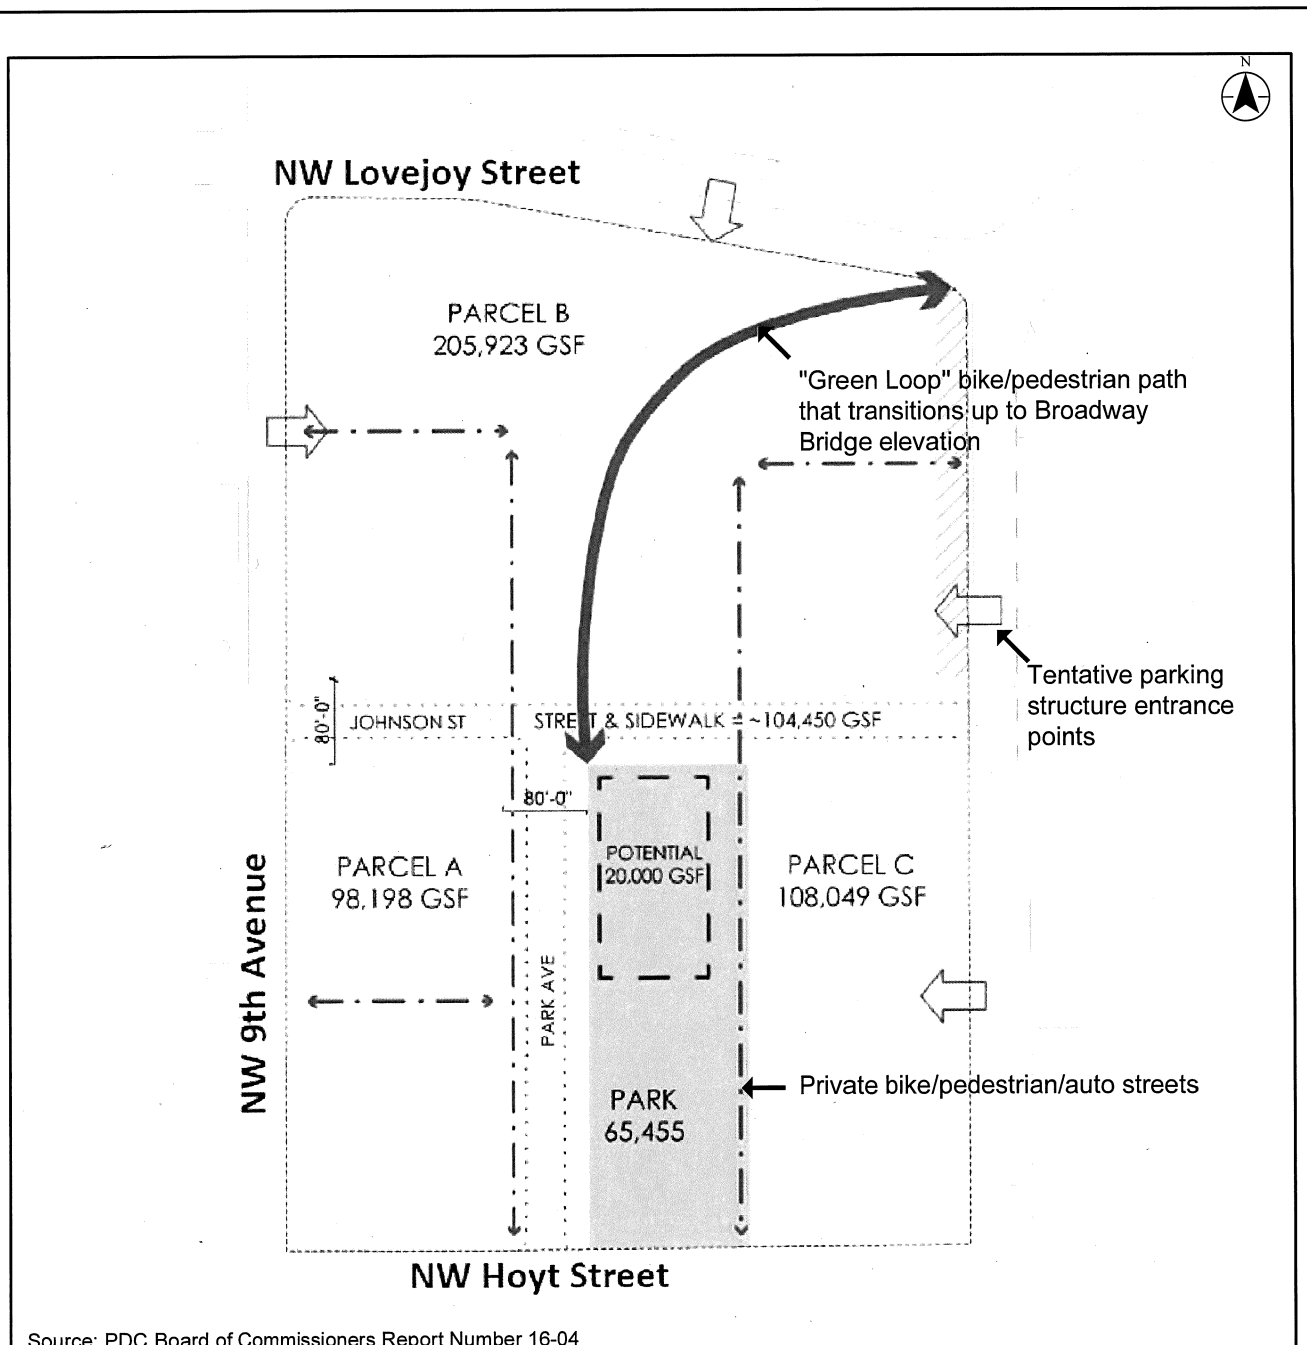 N
NW Lovejoy Street
PARCEL B
205,923 GSF
"Green Loop" bike/pedestrian path
that transitions up to Broadway
Bridge elevation
Tentative parking
structure entrance
points
80'-0"
JOHNSON ST
STREET & SIDEWALK = ~104,450 GSF
80'-0"
POTENTIAL
20,000 GSF
PARCEL A
98,198 GSF
PARCEL C
108,049 GSF
NW 9th Avenue
PARK AVE
Private bike/pedestrian/auto streets
PARK
65,455
NW Hoyt Street
Source: PDC Board of Commissioners Report Number 16-04